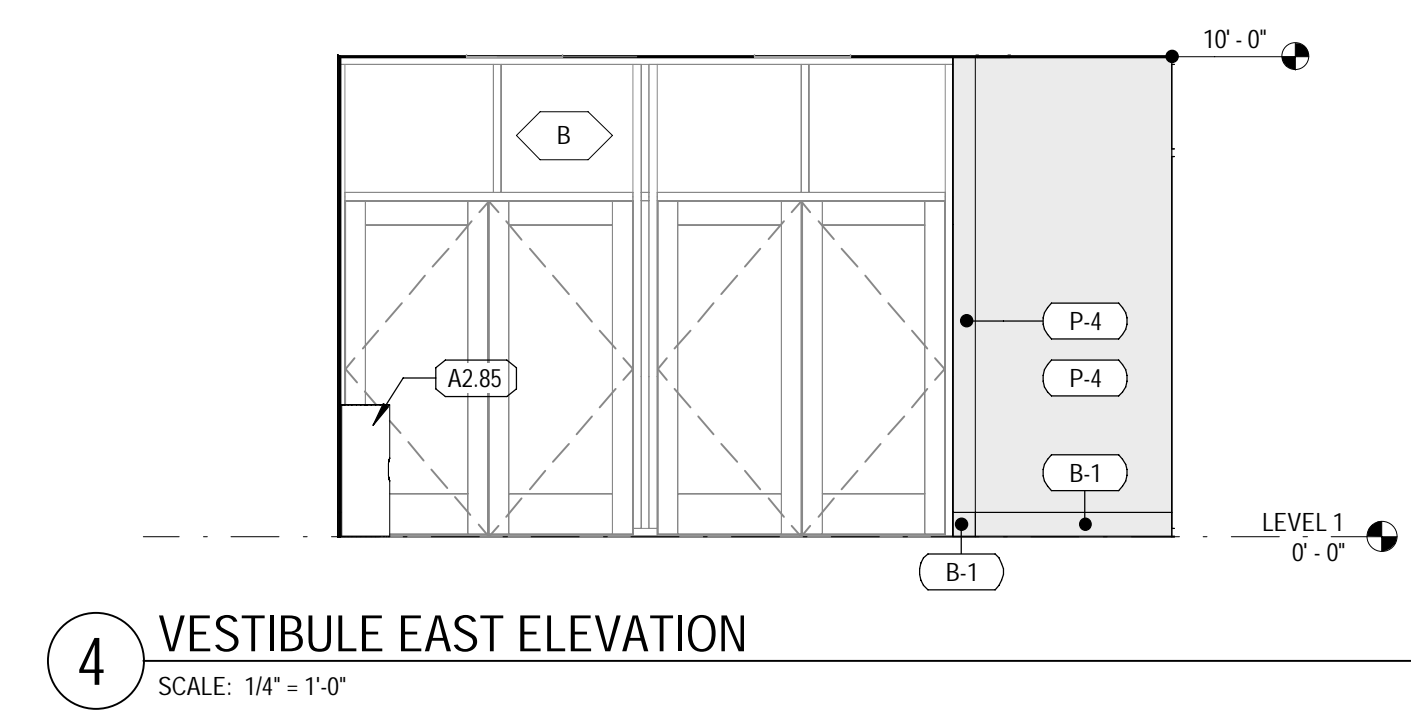 10' - 0"
B
P-4
A2.85
P-4
B-1
LEVEL 1
0' - 0"
B-1
4
VESTIBULE EAST ELEVATION
SCALE: 1/4" = 1'-0"